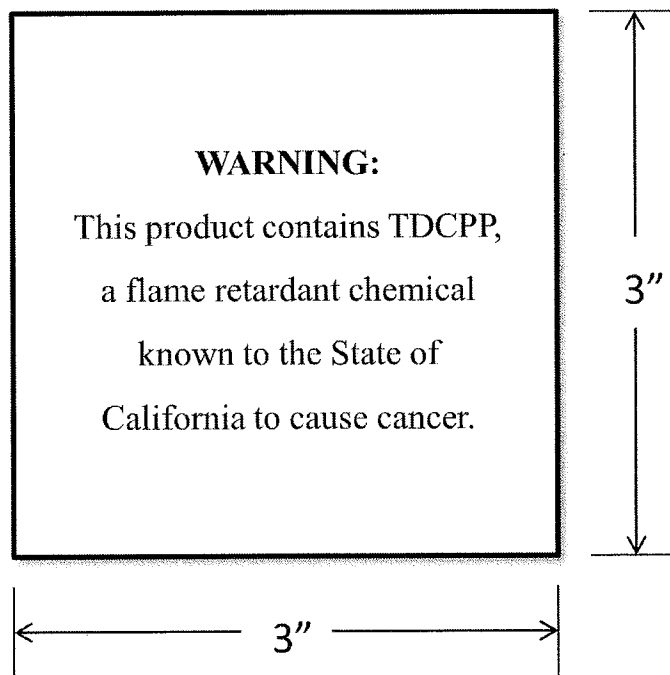 WARNING:
This product contains TDCPP,
a flame retardant chemical
known to the State of
California to cause cancer.
3”
3”